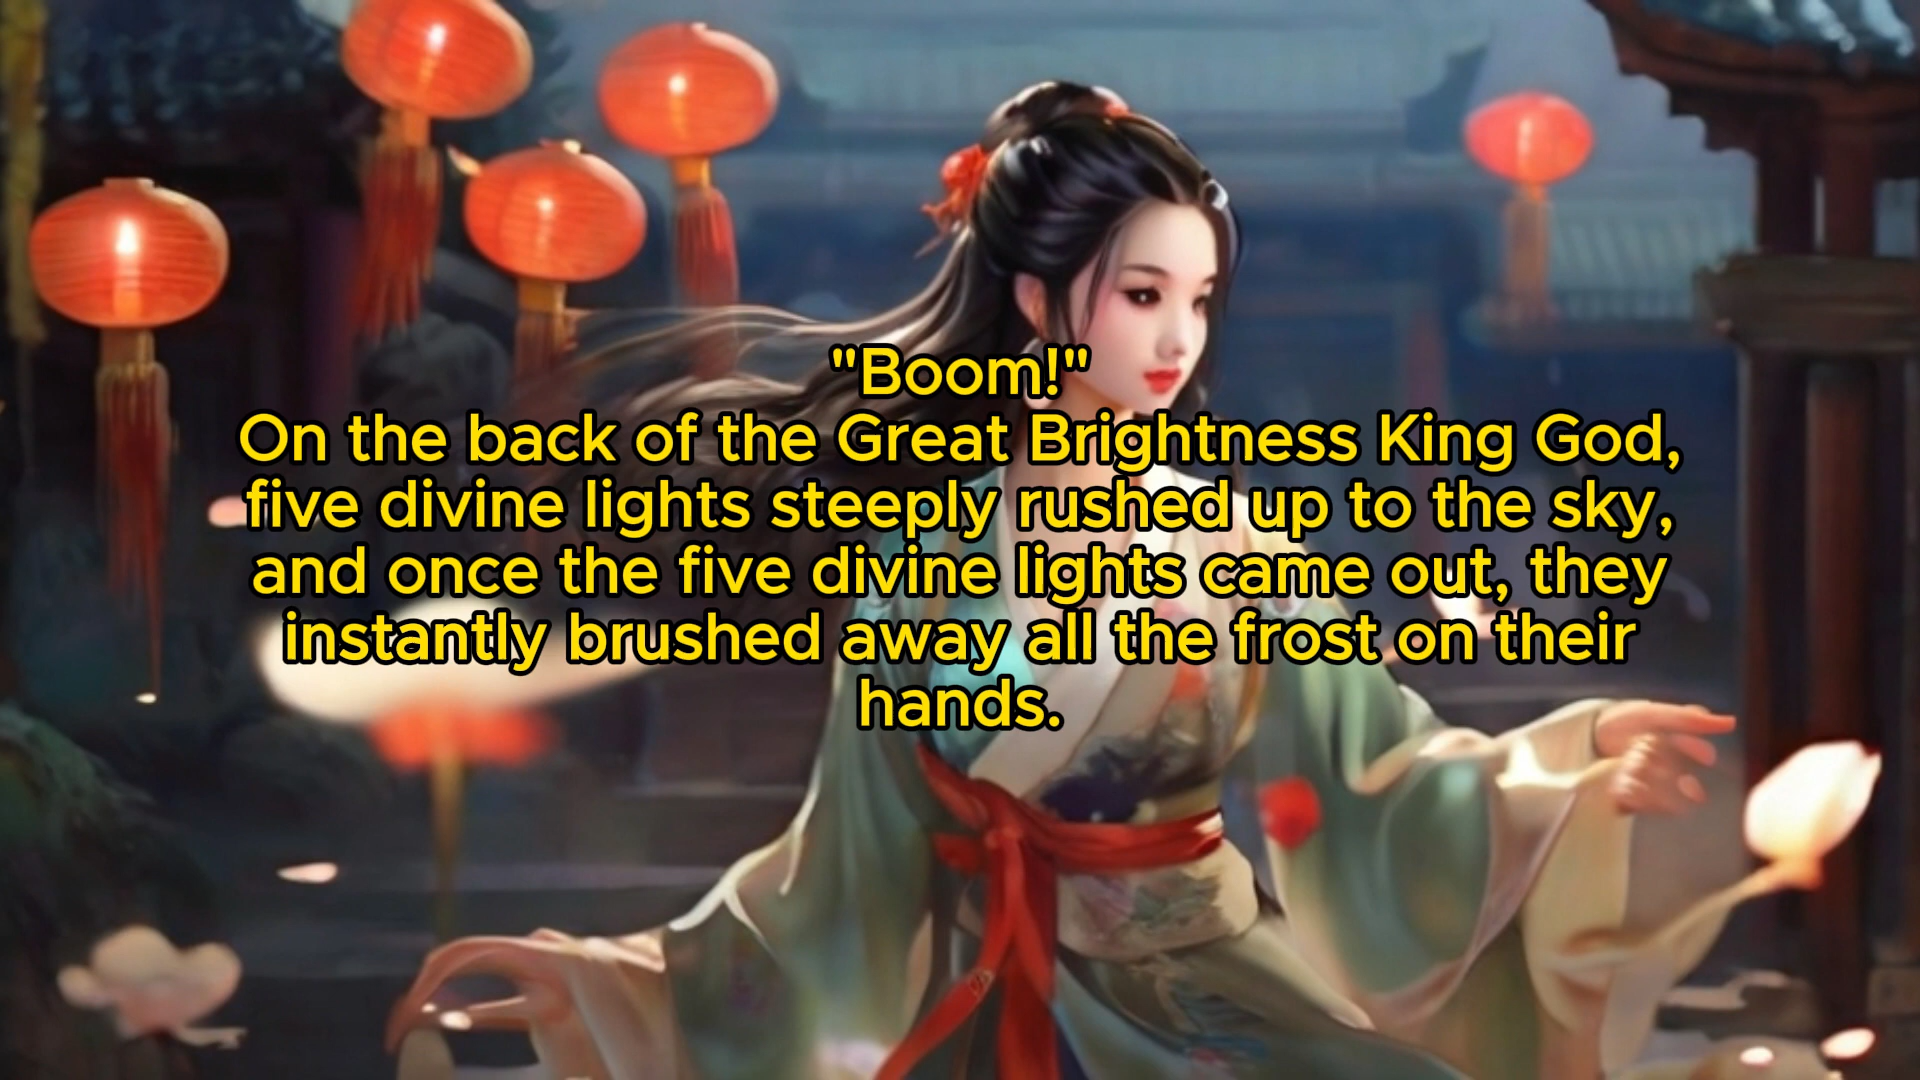 "Boom!"
On the back of the Great Brightness King God,
five divine lights steeply rushed up to the sky,
and once the five divine lights came out, they
instantly brushed away all the frost on their
hands.